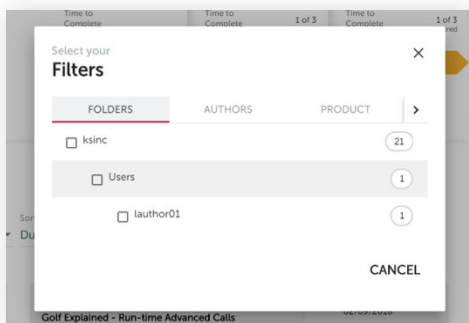 Time to
Complete
Time to
Complete
1 of 3
Time to
Complete
1 of 3
Select your
Filters
FOLDERS
AUTHORS
PRODUCT
ksinc
21
Users
1
lauthor01
1
CANCEL
Golf Explained - Run-time Advanced Calls